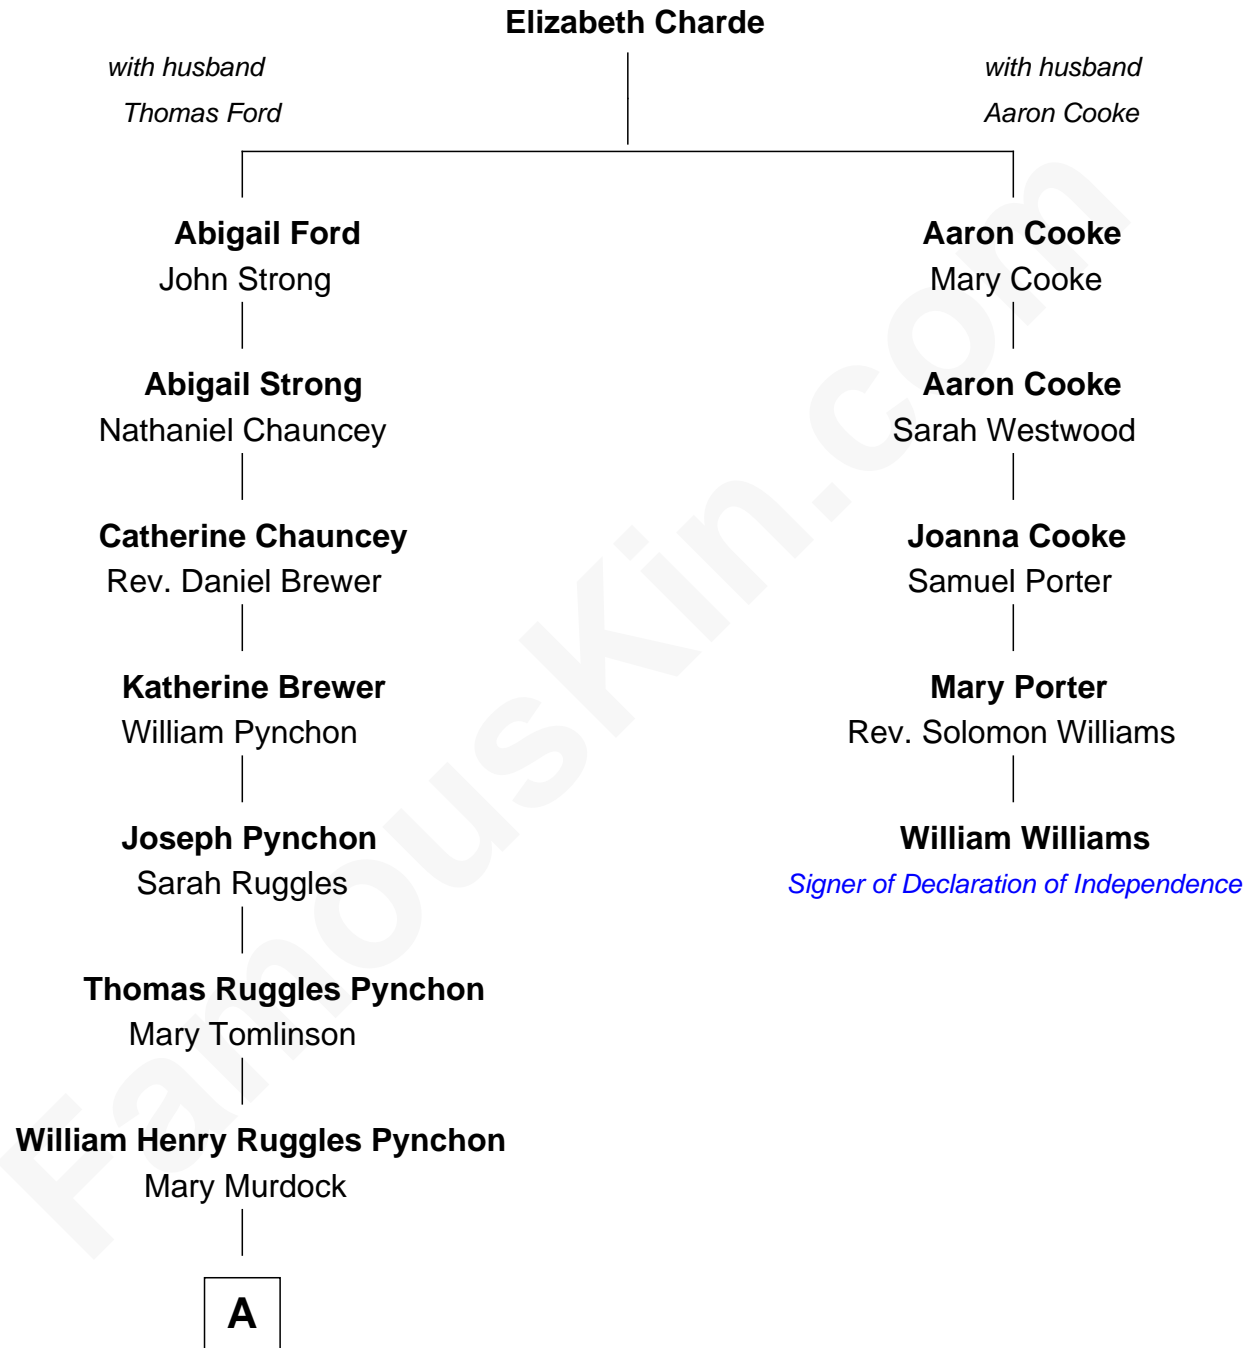 Elizabeth Charde
with husband
Thomas Ford
with husband
Aaron Cooke
Abigail Ford
John Strong
Aaron Cooke
Mary Cooke
Abigail Strong
Nathaniel Chauncey
Aaron Cooke
Sarah Westwood
Catherine Chauncey
Rev. Daniel Brewer
Joanna Cooke
Samuel Porter
Katherine Brewer
William Pynchon
Mary Porter
Rev. Solomon Williams
Joseph Pynchon
Sarah Ruggles
William Williams
Signer of Declaration of Independence
Thomas Ruggles Pynchon
Mary Tomlinson
William Henry Ruggles Pynchon
Mary Murdock
A
FamousKin.com